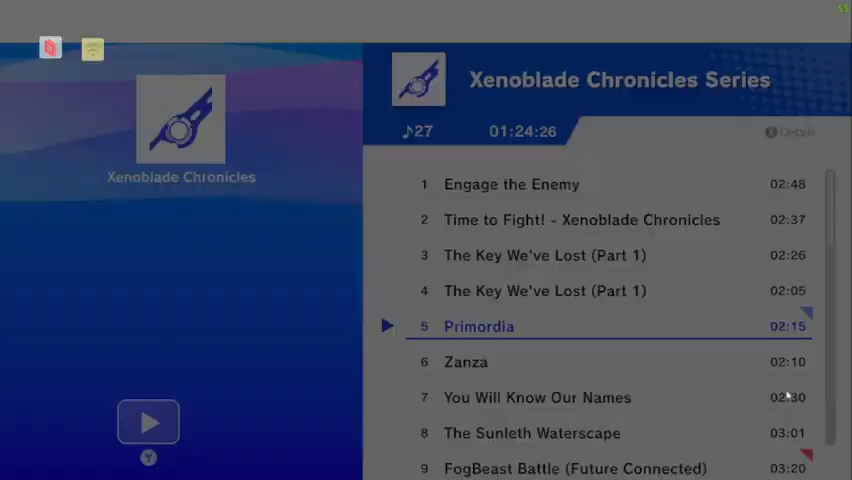 55
Xenoblade Chronicles Series
♪27 01:24:26
X Details
Xenoblade Chronicles
1 Engage the Enemy 02:48
2 Time to Fight! - Xenoblade Chronicles 02:37
3 The Key We've Lost (Part 1) 02:26
4 The Key We've Lost (Part 1) 02:05
5 Primordia 02:15
6 Zanza 02:10
7 You Will Know Our Names 02:30
8 The Sunleth Waterscape 03:01
9 FogBeast Battle (Future Connected) 03:20
Y